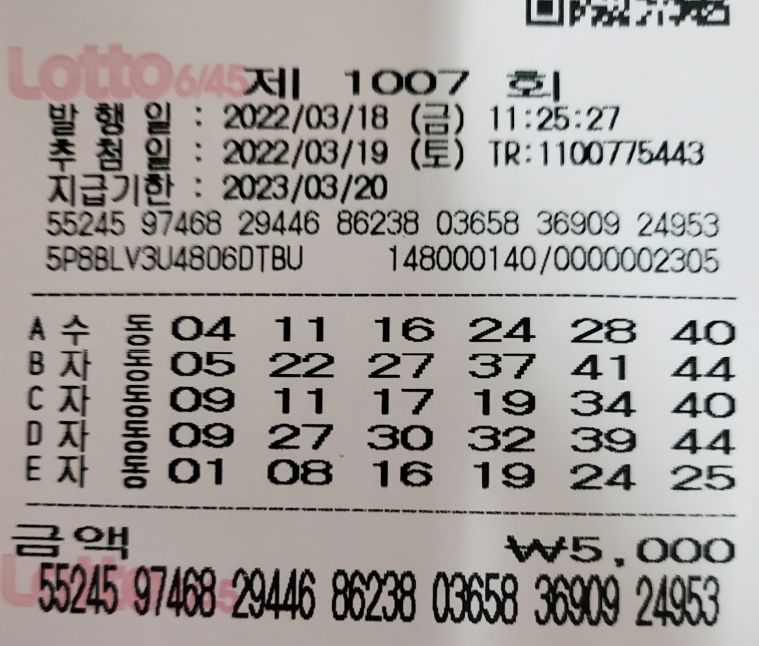 Lotto 6/45 제 1007 회
발 행 일 : 2022/03/18 (금) 11:25:27
추 첨 일 : 2022/03/19 (토) TR:1100775443
지급기한 : 2023/03/20
55245 97468 29446 86238 03658 36909 24953
5P8BLV3U4806DTBU 148000140/0000002305
A 수 동 04 11 16 24 28 40
B 자 동 05 22 27 37 41 44
C 자 동 09 11 17 19 34 40
D 자 동 09 27 30 32 39 44
E 자 동 01 08 16 19 24 25
금 액 ₩5,000
55245 97468 29446 86238 03658 36909 24953